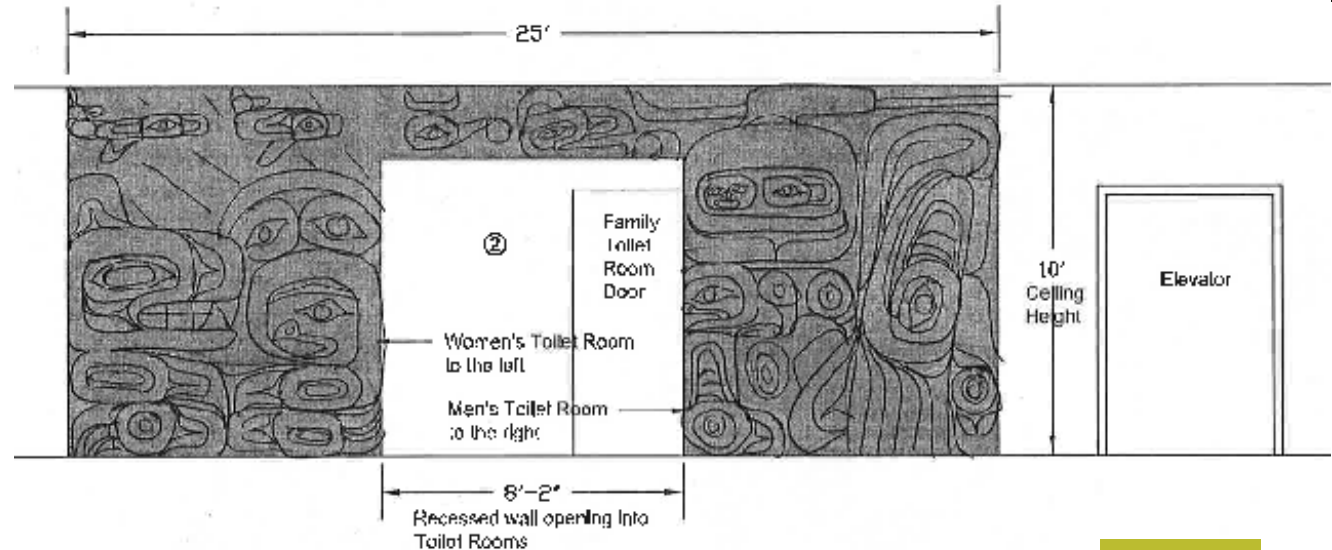 25'
②
Family
Toilet
Room
Door
10'
Ceiling
Height
Elevator
Women's Toilet Room
to the left
Men's Toilet Room
to the right
8'-2"
Recessed wall opening into
Toilet Rooms